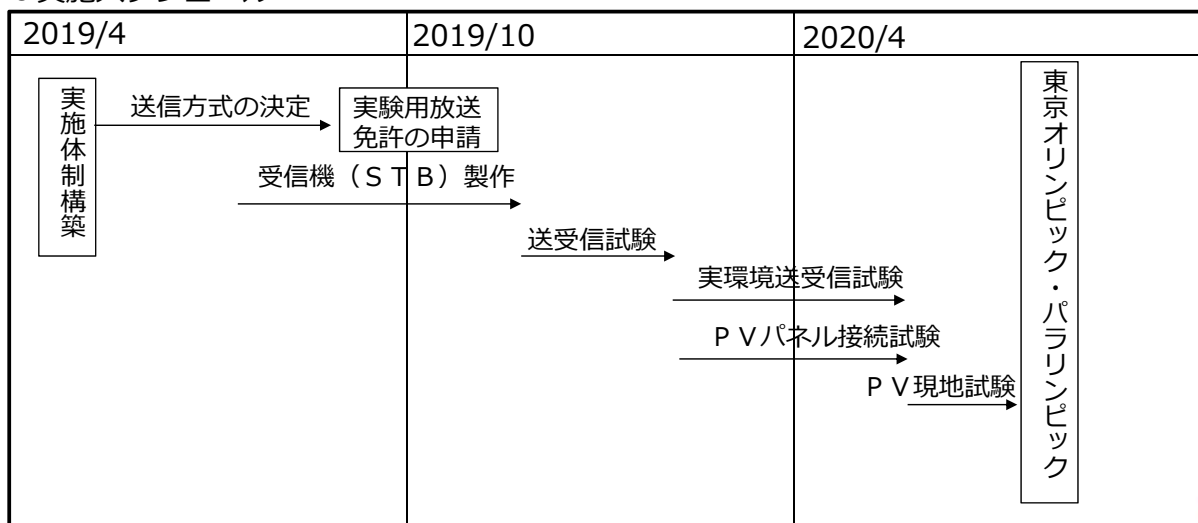 2019/4
2019/10
2020/4
実施体制構築
送信方式の決定
実験用放送
免許の申請
受信機（ＳＴＢ）製作
送受信試験
実環境送受信試験
ＰＶパネル接続試験
ＰＶ現地試験
東京オリンピック・パラリンピック